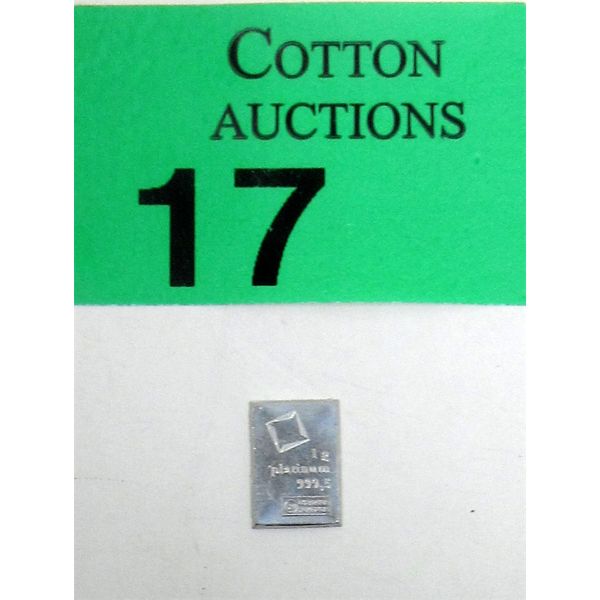 COTTON
AUCTIONS
17
1 g
platinum
999,5